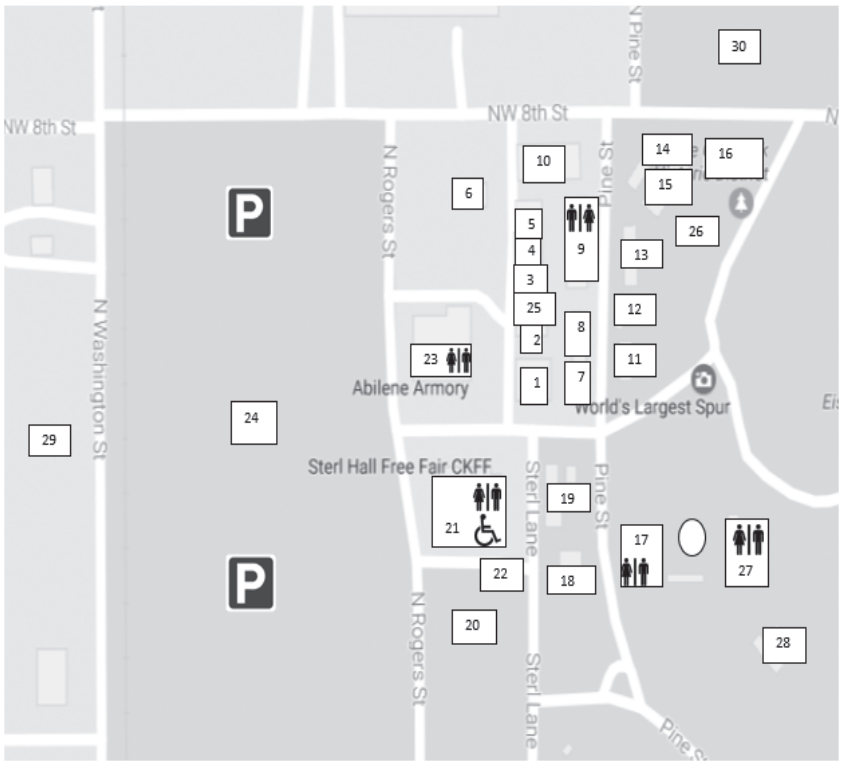 N Pine St
30
NW 8th St
NW 8th St
N
10
14
16
15
6
P
N Rogers St
Pine St
5
9
26
4
13
3
25
12
8
2
23
11
1
7
Abilene Armory
World's Largest Spur
Eis
N Washington St
24
29
Sterl Hall Free Fair CKFF
Sterl Lane
Pine St
19
21
17
27
22
18
P
N Rogers St
20
28
Sterl Lane
Pine St